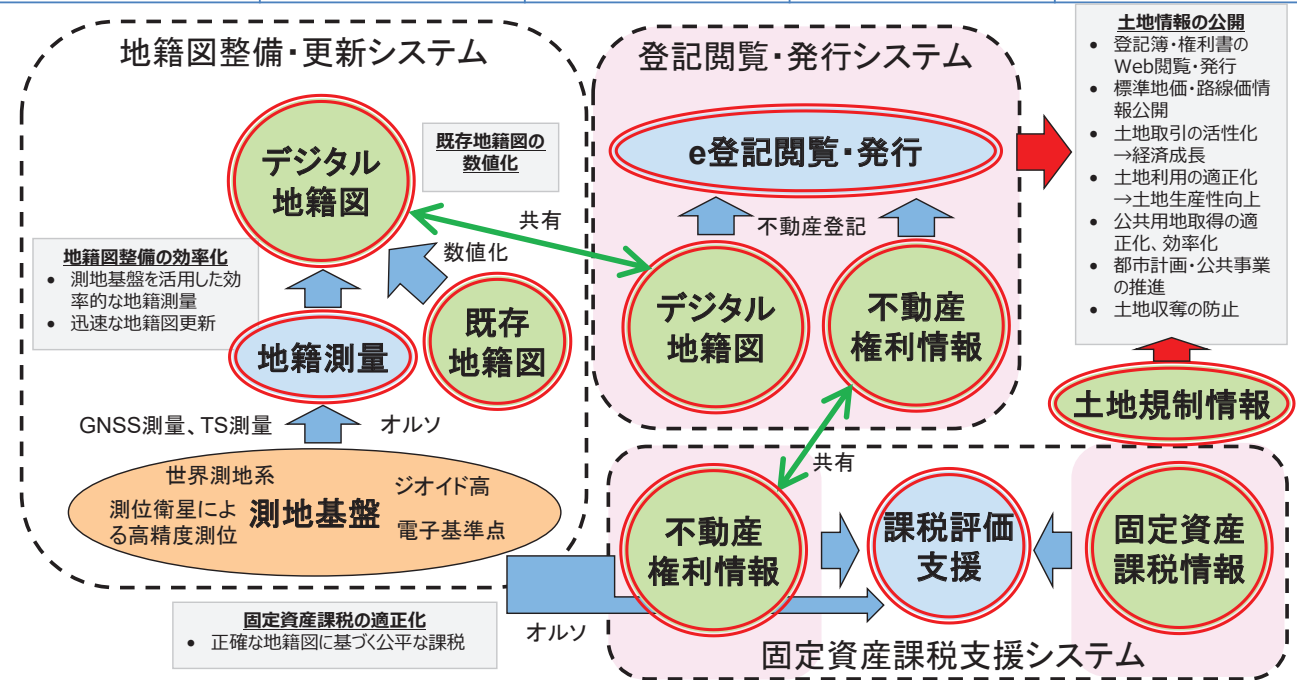 地籍図整備・更新システム
デジタル
地籍図
既存地籍図の
数値化
共有
数値化
地籍図整備の効率化
• 測地基盤を活用した効
率的な地籍測量
• 迅速な地籍図更新
地籍測量
既存
地籍図
GNSS測量、TS測量
オルソ
世界測地系
ジオイド高
測位衛星によ
る高精度測位
測地基盤
電子基準点
登記閲覧・発行システム
e登記閲覧・発行
不動産登記
デジタル
地籍図
不動産
権利情報
土地情報の公開
• 登記簿・権利書の
Web閲覧・発行
• 標準地価・路線価情
報公開
• 土地取引の活性化
→経済成長
• 土地利用の適正化
→土地生産性向上
• 公共用地取得の適
正化、効率化
• 都市計画・公共事業
の推進
• 土地収奪の防止
土地規制情報
共有
不動産
権利情報
課税評価
支援
固定資産
課税情報
固定資産課税の適正化
• 正確な地籍図に基づく公平な課税
オルソ
固定資産課税支援システム